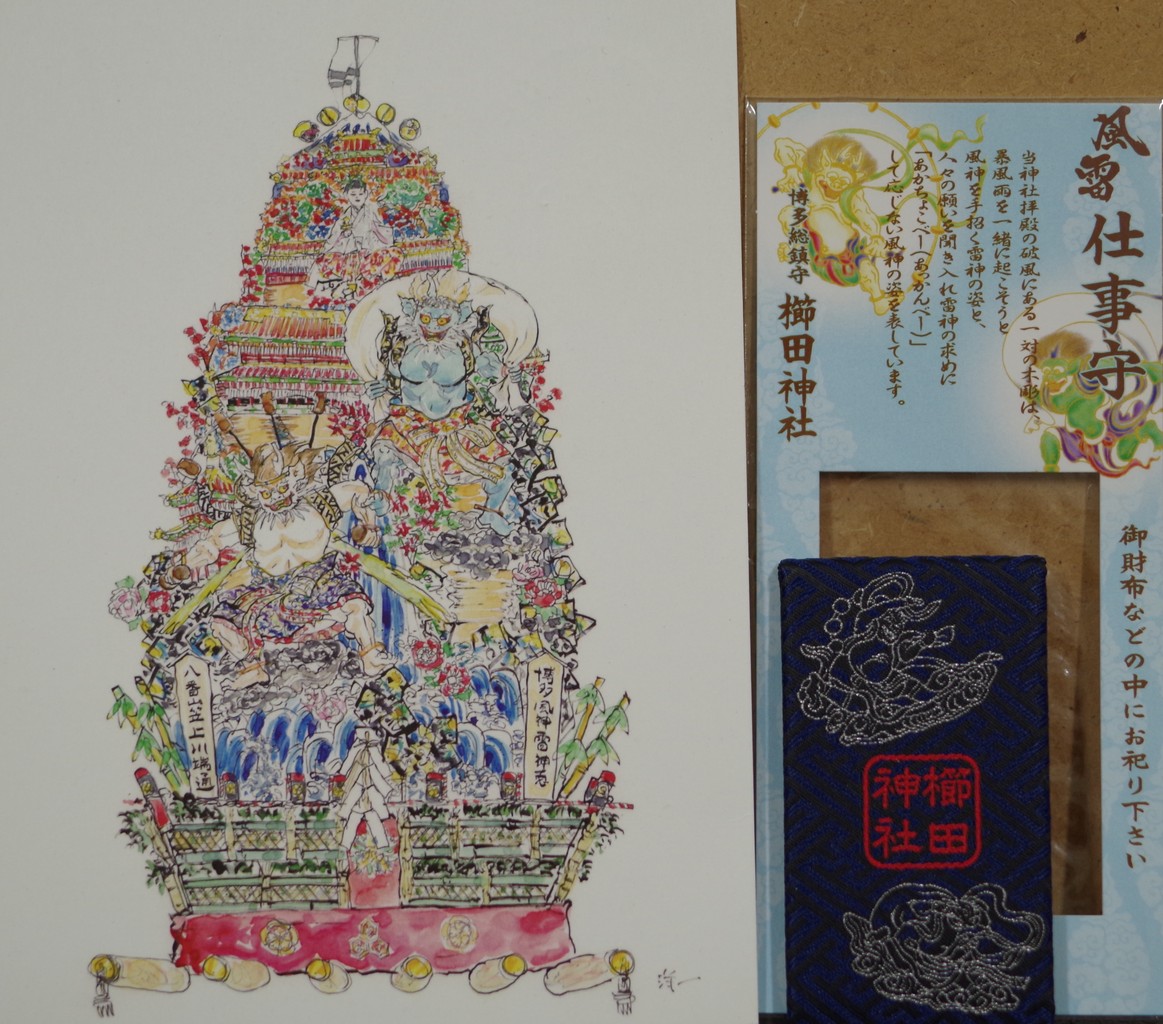 八番山笠上川端通
博多風神雷神画
風雷
仕事守
当神社拝殿の破風にある一対の木彫は、
暴風雨を一緒に起こそうと
風神を手招く雷神の姿と、
人々の願いを聞き入れ雷神の求めに
「あかちょこべー（あっかんべー）」
して応じない風神の姿を表しています。
博多総鎮守
櫛田神社
御財布などの中にお祀り下さい
櫛田
神社